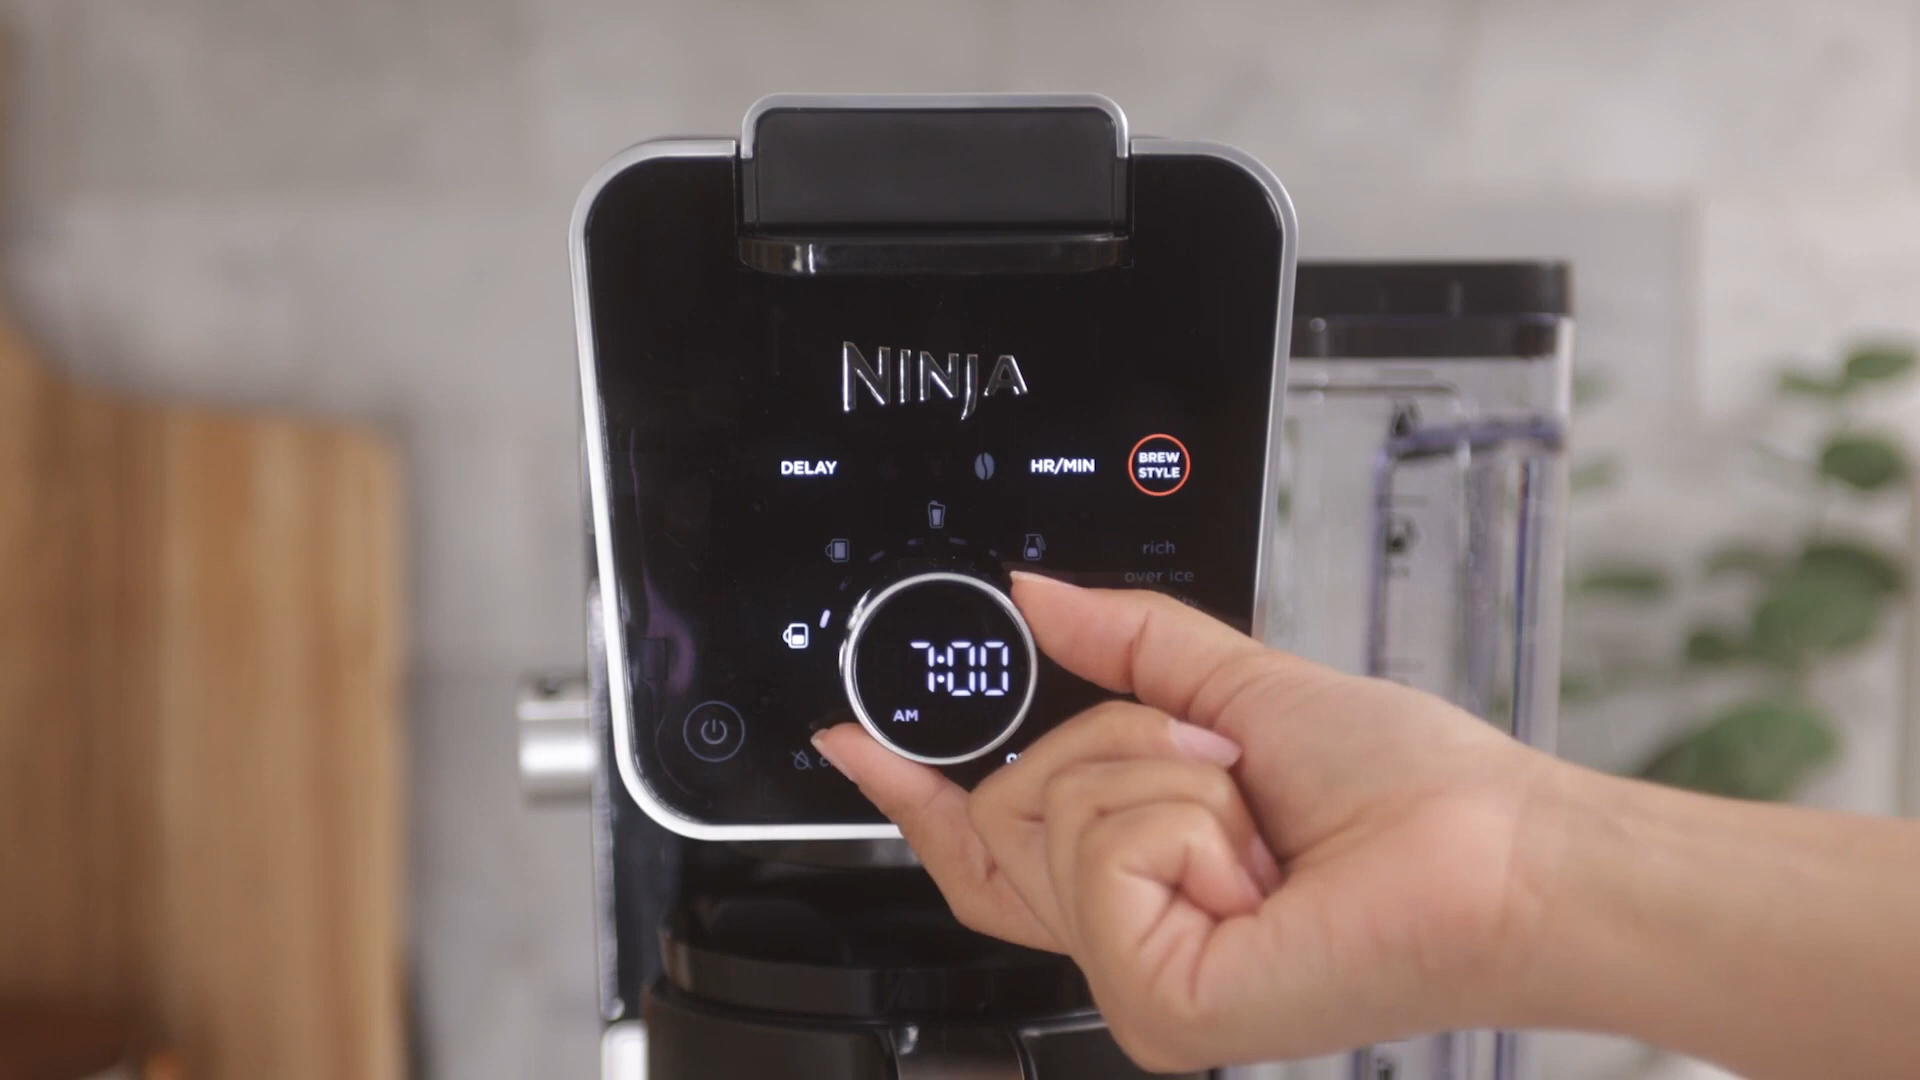 NINJA
DELAY
HR/MIN
BREW
STYLE
rich
over ice
7:00
AM